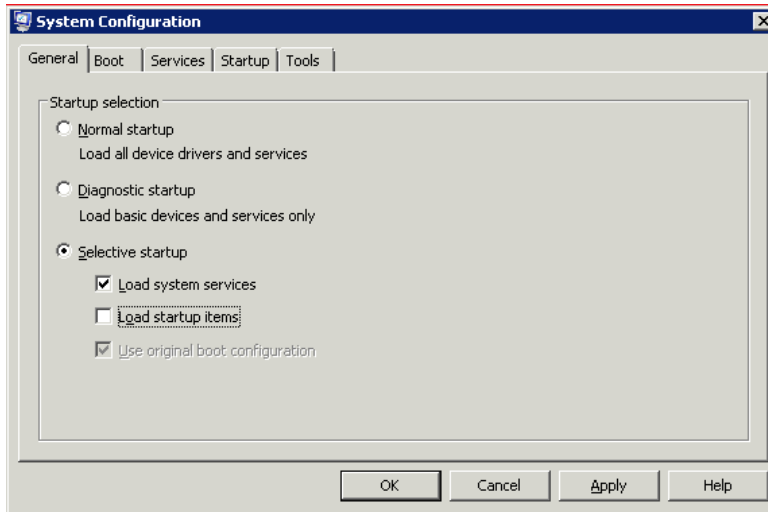 System Configuration
General Boot Services Startup Tools
Startup selection
Normal startup
Load all device drivers and services
Diagnostic startup
Load basic devices and services only
Selective startup
Load system services
Load startup items
Use original boot configuration
OK Cancel Apply Help